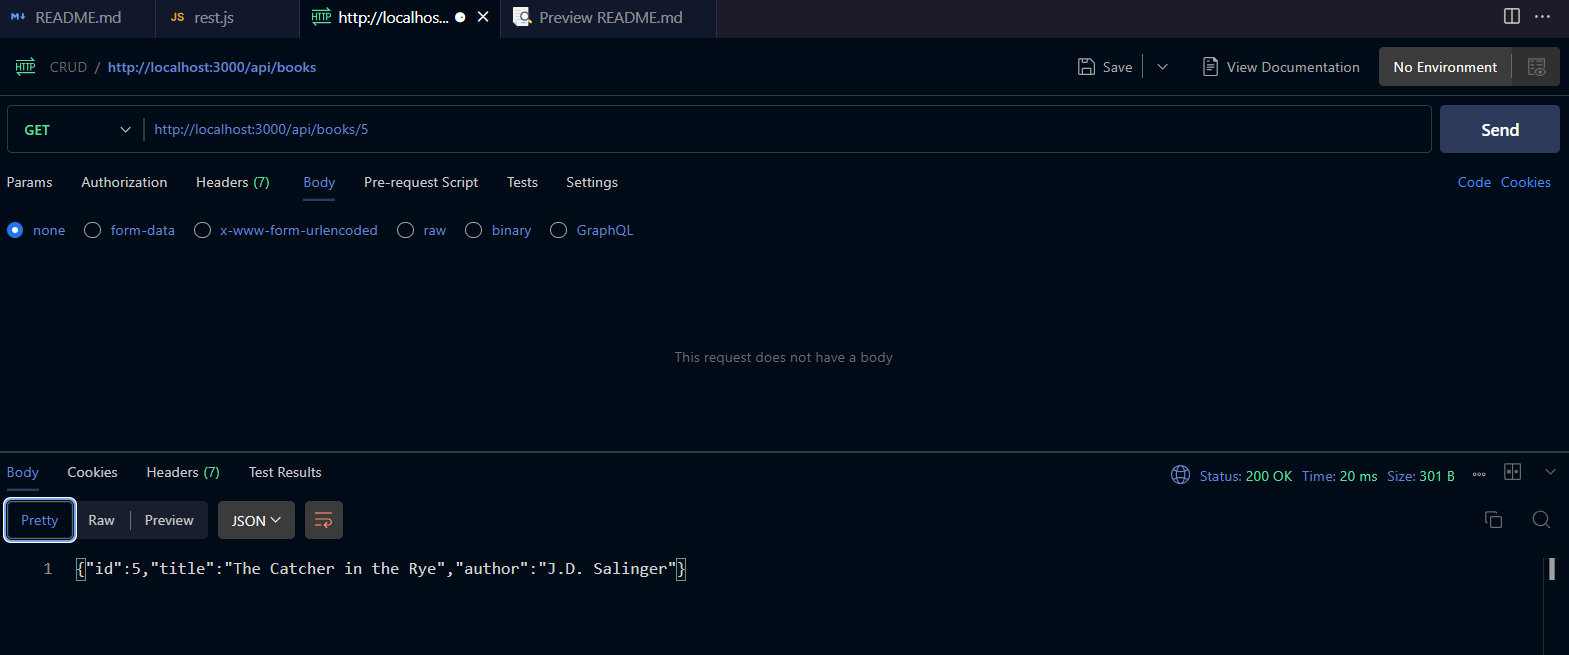 M↓ README.md JS rest.js HTTP http://localhos... Preview README.md
HTTP CRUD / http://localhost:3000/api/books Save View Documentation No Environment
GET http://localhost:3000/api/books/5 Send
Params Authorization Headers (7) Body Pre-request Script Tests Settings Code Cookies
none form-data x-www-form-urlencoded raw binary GraphQL
This request does not have a body
Body Cookies Headers (7) Test Results Status: 200 OK Time: 20 ms Size: 301 B
Pretty Raw Preview JSON
1 {"id":5,"title":"The Catcher in the Rye","author":"J.D. Salinger"}